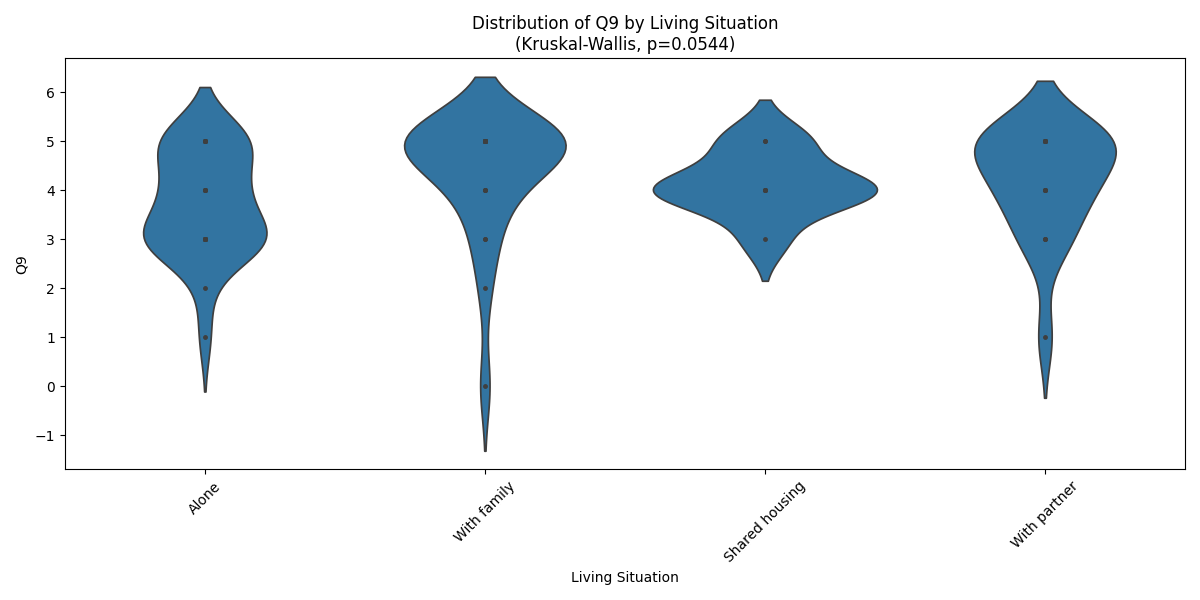 Distribution of Q9 by Living Situation
(Kruskal-Wallis, p=0.0544)
6
5
4
3
2
1
0
−1
Q9
Alone
With family
Shared housing
With partner
Living Situation